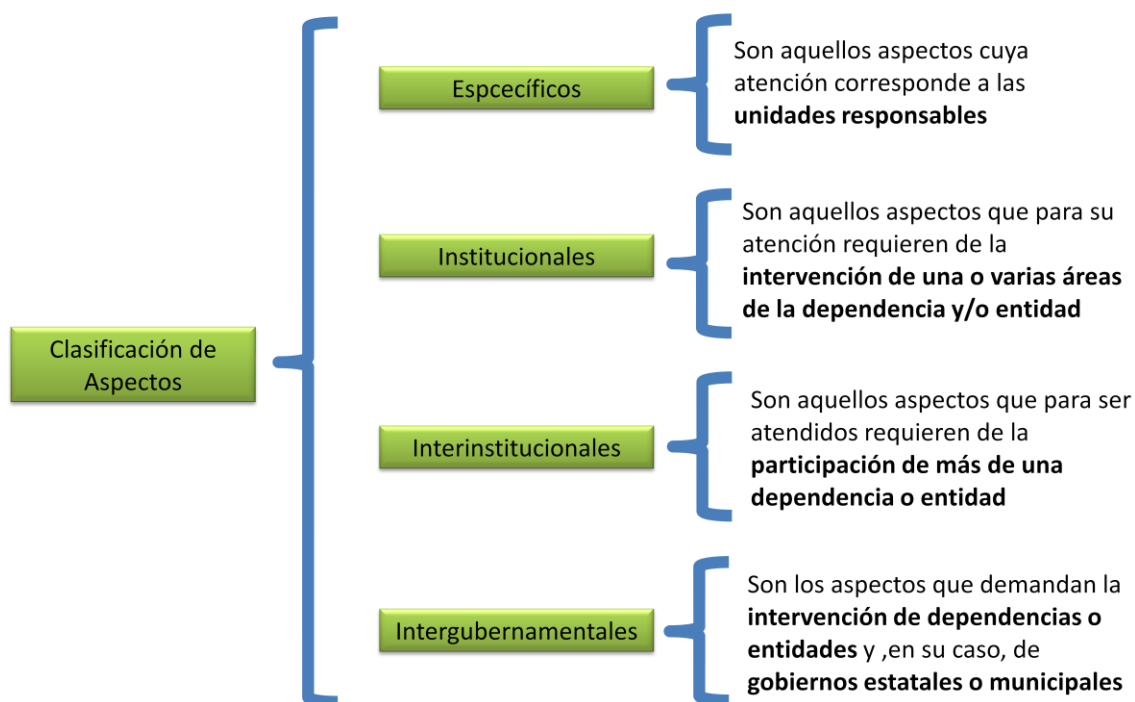 Clasificación de
Aspectos
Espcecíficos
Son aquellos aspectos cuya
atención corresponde a las
unidades responsables
Institucionales
Son aquellos aspectos que para su
atención requieren de la
intervención de una o varias áreas
de la dependencia y/o entidad
Interinstitucionales
Son aquellos aspectos que para ser
atendidos requieren de la
participación de más de una
dependencia o entidad
Intergubernamentales
Son los aspectos que demandan la
intervención de dependencias o
entidades y ,en su caso, de
gobiernos estatales o municipales